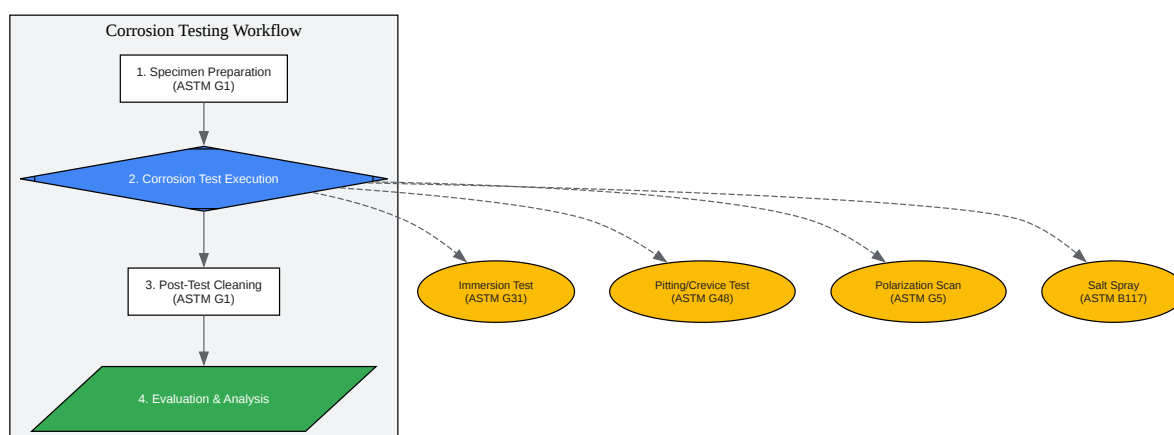 Corrosion Testing Workflow
1. Specimen Preparation
(ASTM G1)
2. Corrosion Test Execution
3. Post-Test Cleaning
(ASTM G1)
4. Evaluation & Analysis
Immersion Test
(ASTM G31)
Pitting/Crevice Test
(ASTM G48)
Polarization Scan
(ASTM G5)
Salt Spray
(ASTM B117)